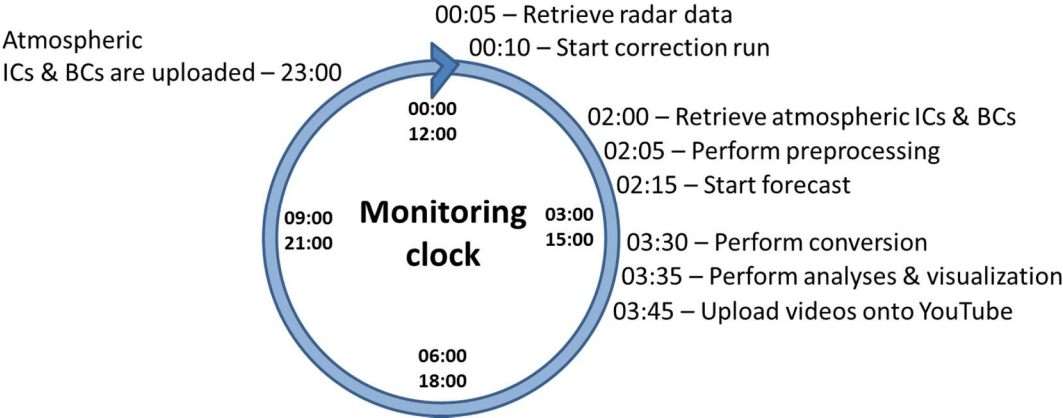 00:05 – Retrieve radar data
00:10 – Start correction run
Atmospheric
ICs & BCs are uploaded – 23:00
00:00
12:00
02:00 – Retrieve atmospheric ICs & BCs
02:05 – Perform preprocessing
02:15 – Start forecast
09:00
21:00
Monitoring
clock
03:00
15:00
03:30 – Perform conversion
03:35 – Perform analyses & visualization
03:45 – Upload videos onto YouTube
06:00
18:00